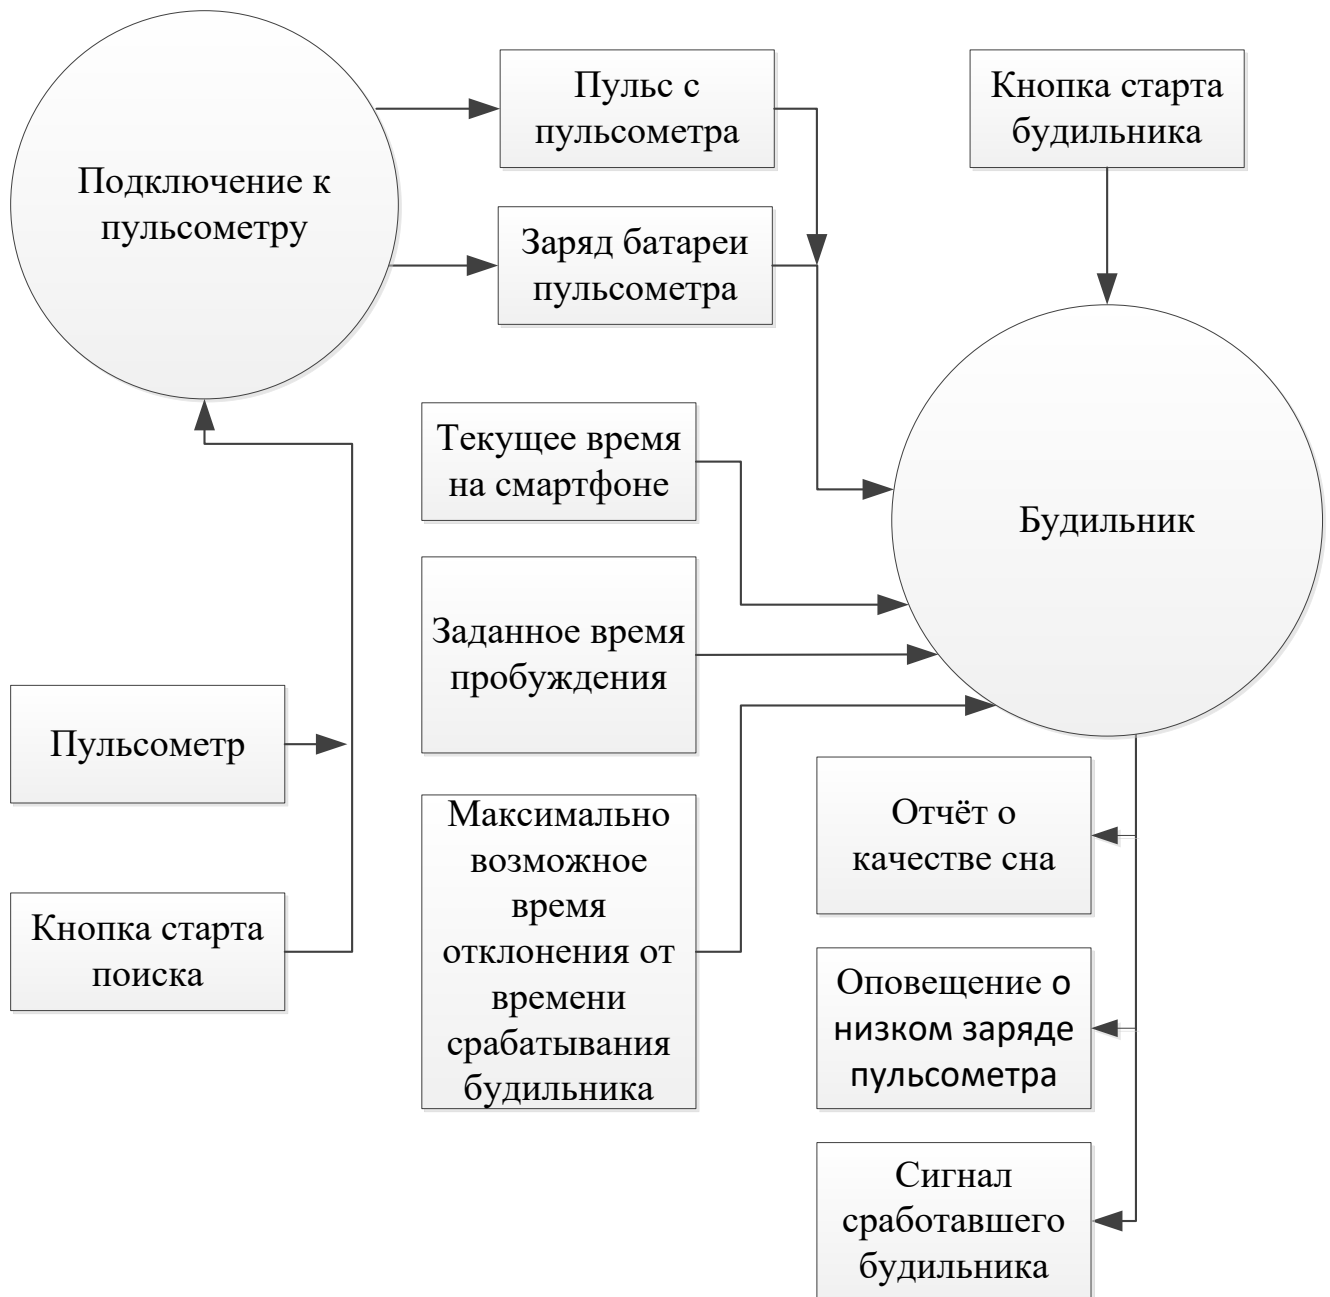 Подключение к
пульсометру
Пульс с
пульсометра
Кнопка старта
будильника
Заряд батареи
пульсометра
Текущее время
на смартфоне
Будильник
Заданное время
пробуждения
Пульсометр
Кнопка старта
поиска
Максимально
возможное
время
отклонения от
времени
срабатывания
будильника
Отчёт о
качестве сна
Оповещение о
низком заряде
пульсометра
Сигнал
сработавшего
будильника